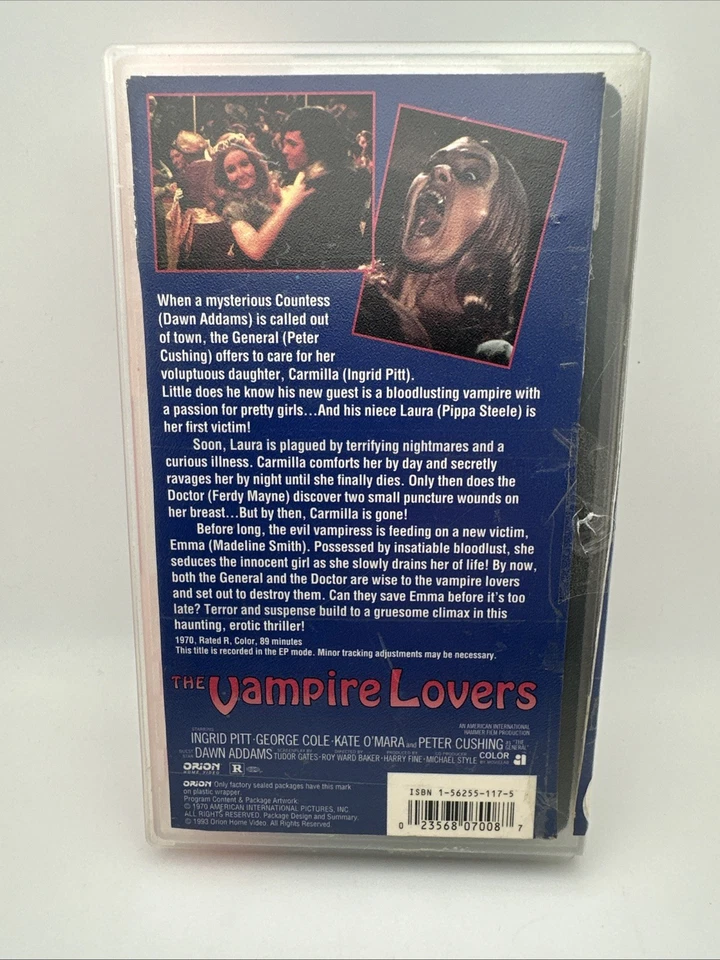 When a mysterious Countess
(Dawn Addams) is called out
of town, the General (Peter
Cushing) offers to care for her
voluptuous daughter, Carmilla (Ingrid Pitt).
Little does he know his new guest is a bloodlusting vampire with
a passion for pretty girls...And his niece Laura (Pippa Steele) is
her first victim!
Soon, Laura is plagued by terrifying nightmares and a
curious illness. Carmilla comforts her by day and secretly
ravages her by night until she finally dies. Only then does the
Doctor (Ferdy Mayne) discover two small puncture wounds on
her breast...But by then, Carmilla is gone!
Before long, the evil vampiress is feeding on a new victim,
Emma (Madeline Smith). Possessed by insatiable bloodlust, she
seduces the innocent girl as she slowly drains her of life! By now,
both the General and the Doctor are wise to the vampire lovers
and set out to destroy them. Can they save Emma before it's too
late? Terror and suspense build to a gruesome climax in this
haunting, erotic thriller!
1970, Rated R, Color, 89 minutes
This title is recorded in the EP mode. Minor tracking adjustments may be necessary.
THE Vampire Lovers
AN AMERICAN INTERNATIONAL
HAMMER FILM PRODUCTION
STARRING
INGRID PITT·GEORGE COLE·KATE O'MARA and PETER CUSHING AS "THE GENERAL"
GUEST STAR DAWN ADDAMS SCREENPLAY BY TUDOR GATES·DIRECTED BY ROY WARD BAKER·PRODUCED BY HARRY FINE·MICHAEL STYLE COLOR BY MOVIELAB
ORION HOME VIDEO R
ORION Only factory sealed packages have this mark
on plastic wrapper.
Program Content & Package Artwork:
© 1970 AMERICAN INTERNATIONAL PICTURES, INC.
ALL RIGHTS RESERVED. Package Design and Summary:
© 1993 Orion Home Video. All Rights Reserved.
ISBN 1-56255-117-5
0 23568 07008 7